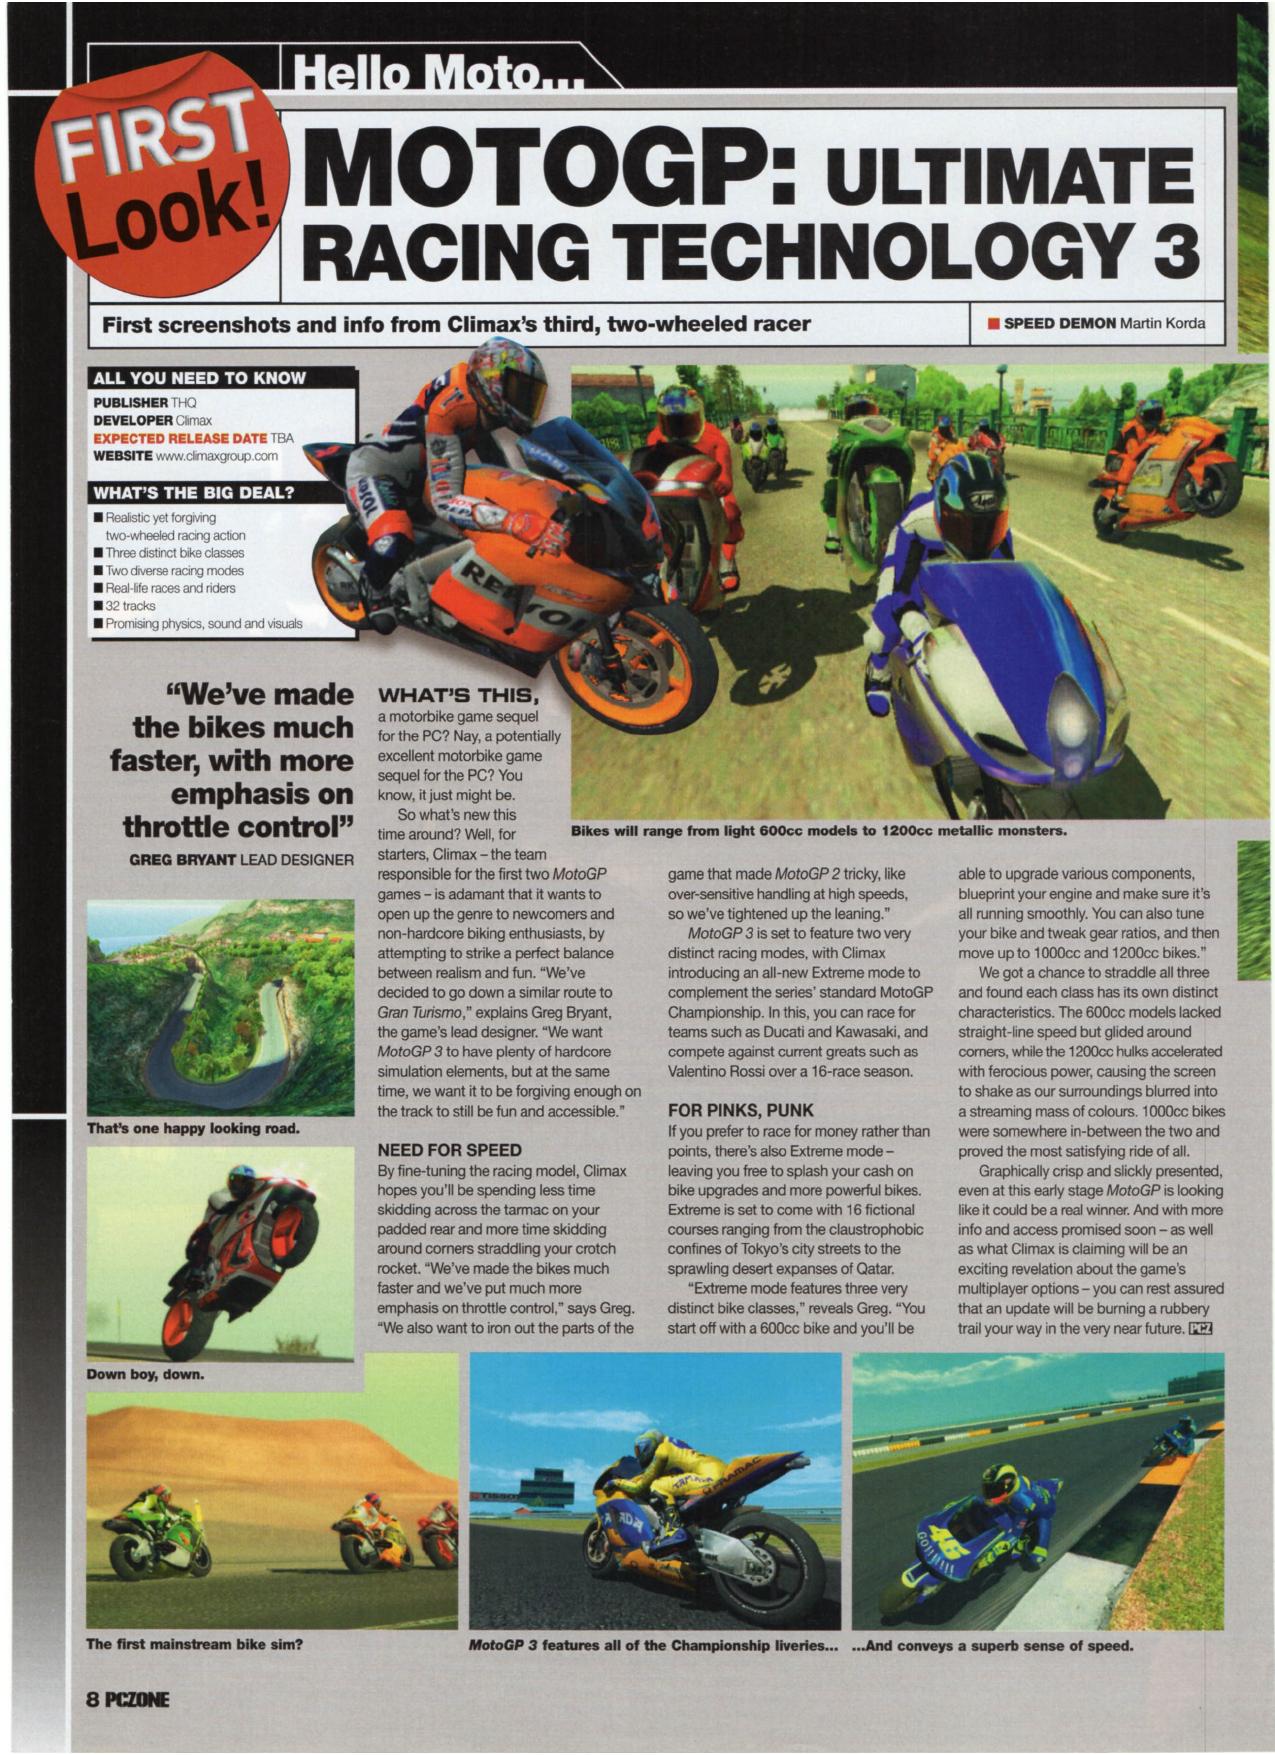 Hello Moto...
FIRST
Look!
MOTOGP: ULTIMATE
RACING TECHNOLOGY 3
First screenshots and info from Climax's third, two-wheeled racer
■ SPEED DEMON Martin Korda
ALL YOU NEED TO KNOW
PUBLISHER THQ
DEVELOPER Climax
EXPECTED RELEASE DATE TBA
WEBSITE www.climaxgroup.com
WHAT'S THE BIG DEAL?
■ Realistic yet forgiving
two-wheeled racing action
■ Three distinct bike classes
■ Two diverse racing modes
■ Real-life races and riders
■ 32 tracks
■ Promising physics, sound and visuals
"We've made
the bikes much
faster, with more
emphasis on
throttle control"
GREG BRYANT LEAD DESIGNER
That's one happy looking road.
Down boy, down.
Bikes will range from light 600cc models to 1200cc metallic monsters.
WHAT'S THIS,
a motorbike game sequel
for the PC? Nay, a potentially
excellent motorbike game
sequel for the PC? You
know, it just might be.
So what's new this
time around? Well, for
starters, Climax – the team
responsible for the first two MotoGP
games – is adamant that it wants to
open up the genre to newcomers and
non-hardcore biking enthusiasts, by
attempting to strike a perfect balance
between realism and fun. "We've
decided to go down a similar route to
Gran Turismo," explains Greg Bryant,
the game's lead designer. "We want
MotoGP 3 to have plenty of hardcore
simulation elements, but at the same
time, we want it to be forgiving enough on
the track to still be fun and accessible."
NEED FOR SPEED
By fine-tuning the racing model, Climax
hopes you'll be spending less time
skidding across the tarmac on your
padded rear and more time skidding
around corners straddling your crotch
rocket. "We've made the bikes much
faster and we've put much more
emphasis on throttle control," says Greg.
"We also want to iron out the parts of the
game that made MotoGP 2 tricky, like
over-sensitive handling at high speeds,
so we've tightened up the leaning."
MotoGP 3 is set to feature two very
distinct racing modes, with Climax
introducing an all-new Extreme mode to
complement the series' standard MotoGP
Championship. In this, you can race for
teams such as Ducati and Kawasaki, and
compete against current greats such as
Valentino Rossi over a 16-race season.
FOR PINKS, PUNK
If you prefer to race for money rather than
points, there's also Extreme mode –
leaving you free to splash your cash on
bike upgrades and more powerful bikes.
Extreme is set to come with 16 fictional
courses ranging from the claustrophobic
confines of Tokyo's city streets to the
sprawling desert expanses of Qatar.
"Extreme mode features three very
distinct bike classes," reveals Greg. "You
start off with a 600cc bike and you'll be
able to upgrade various components,
blueprint your engine and make sure it's
all running smoothly. You can also tune
your bike and tweak gear ratios, and then
move up to 1000cc and 1200cc bikes."
We got a chance to straddle all three
and found each class has its own distinct
characteristics. The 600cc models lacked
straight-line speed but glided around
corners, while the 1200cc hulks accelerated
with ferocious power, causing the screen
to shake as our surroundings blurred into
a streaming mass of colours. 1000cc bikes
were somewhere in-between the two and
proved the most satisfying ride of all.
Graphically crisp and slickly presented,
even at this early stage MotoGP is looking
like it could be a real winner. And with more
info and access promised soon – as well
as what Climax is claiming will be an
exciting revelation about the game's
multiplayer options – you can rest assured
that an update will be burning a rubbery
trail your way in the very near future. PCZ
The first mainstream bike sim?
MotoGP 3 features all of the Championship liveries...
...And conveys a superb sense of speed.
REPSOL
TISSOT
PRAMAC
46
8 PCZONE